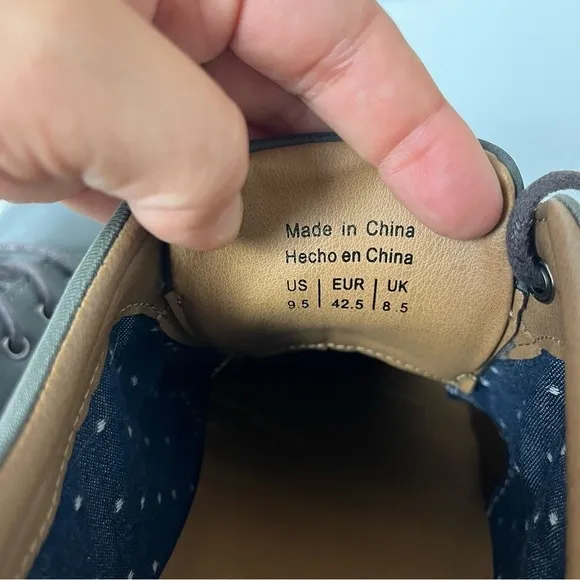 Made in China
Hecho en China
US | EUR | UK
9.5 | 42.5 | 8.5